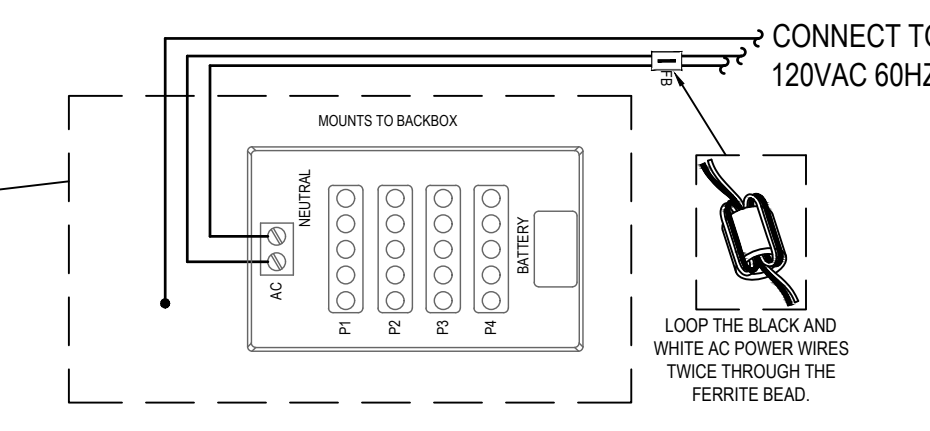 CONNECT TO
120VAC 60HZ
FB
MOUNTS TO BACKBOX
NEUTRAL
AC
P1
P2
P3
P4
BATTERY
LOOP THE BLACK AND
WHITE AC POWER WIRES
TWICE THROUGH THE
FERRITE BEAD.